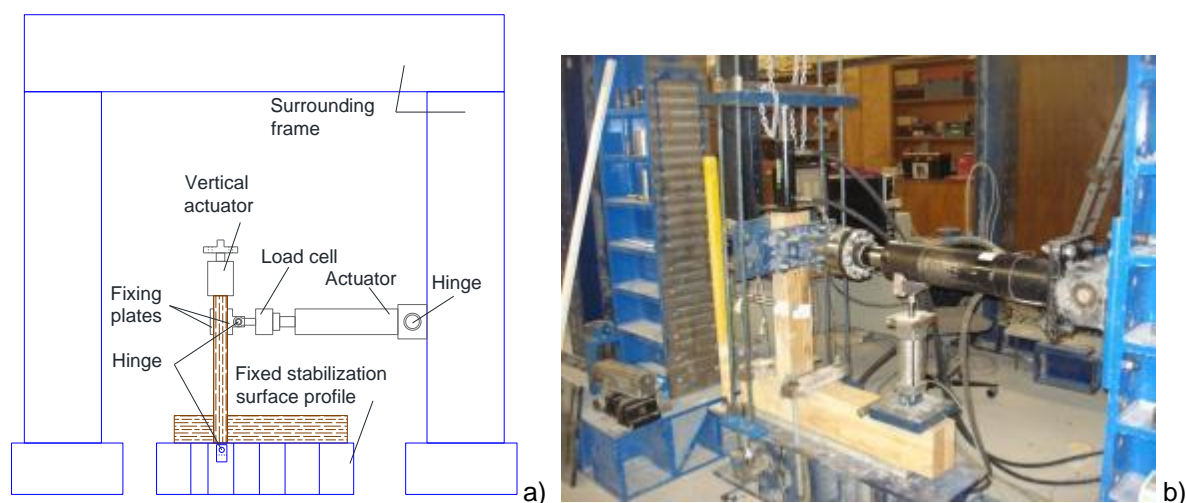 Surrounding
frame
Vertical
actuator
Load cell
Actuator
Hinge
Fixing
plates
Hinge
Fixed stabilization
surface profile
a)
b)